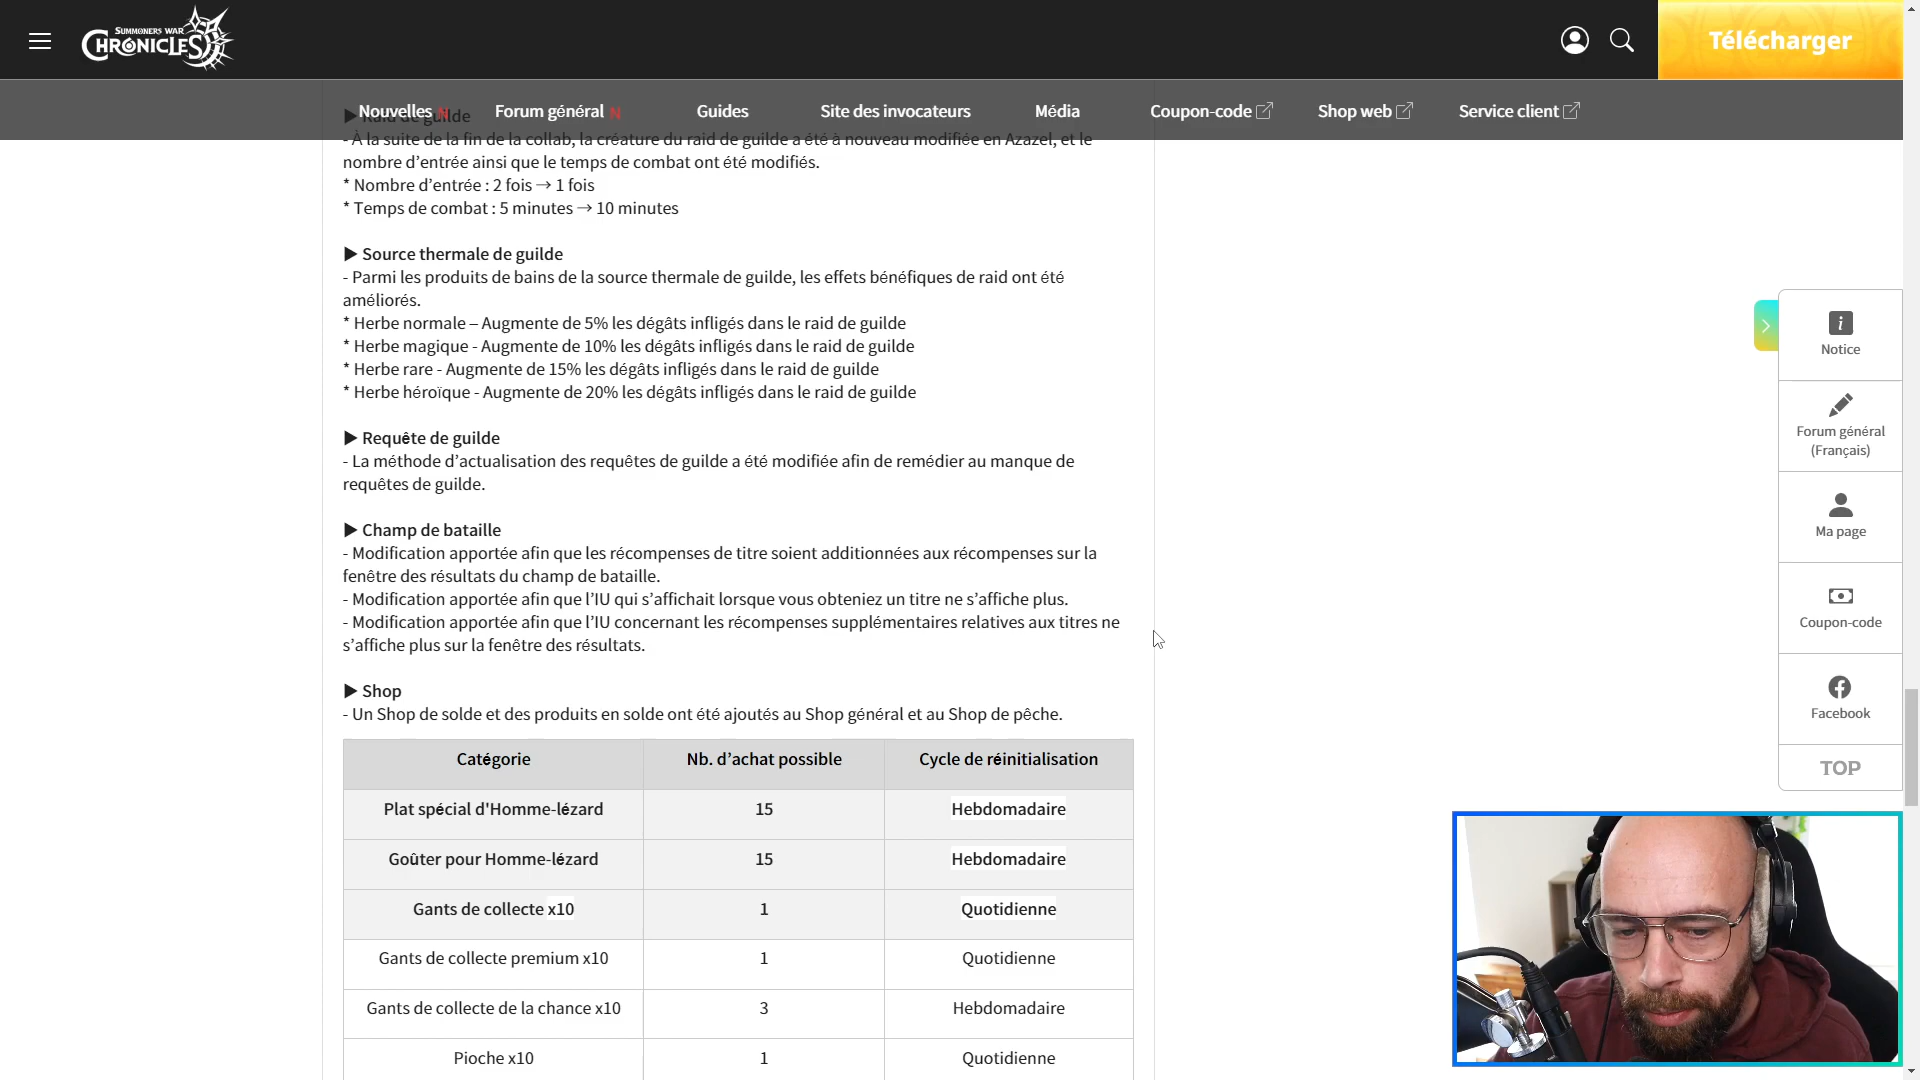 SUMMONERS WAR
CHRONICLES
Télécharger
Nouvelles N
Forum général N
Guides
Site des invocateurs
Média
Coupon-code
Shop web
Service client
▶ Raid de guilde
- À la suite de la fin de la collab, la créature du raid de guilde a été à nouveau modifiée en Azazel, et le
nombre d’entrée ainsi que le temps de combat ont été modifiés.
* Nombre d’entrée : 2 fois → 1 fois
* Temps de combat : 5 minutes → 10 minutes
▶ Source thermale de guilde
- Parmi les produits de bains de la source thermale de guilde, les effets bénéfiques de raid ont été
améliorés.
* Herbe normale – Augmente de 5% les dégâts infligés dans le raid de guilde
* Herbe magique - Augmente de 10% les dégâts infligés dans le raid de guilde
* Herbe rare - Augmente de 15% les dégâts infligés dans le raid de guilde
* Herbe héroïque - Augmente de 20% les dégâts infligés dans le raid de guilde
▶ Requête de guilde
- La méthode d’actualisation des requêtes de guilde a été modifiée afin de remédier au manque de
requêtes de guilde.
▶ Champ de bataille
- Modification apportée afin que les récompenses de titre soient additionnées aux récompenses sur la
fenêtre des résultats du champ de bataille.
- Modification apportée afin que l’IU qui s’affichait lorsque vous obteniez un titre ne s’affiche plus.
- Modification apportée afin que l’IU concernant les récompenses supplémentaires relatives aux titres ne
s’affiche plus sur la fenêtre des résultats.
▶ Shop
- Un Shop de solde et des produits en solde ont été ajoutés au Shop général et au Shop de pêche.
Catégorie Nb. d’achat possible Cycle de réinitialisation
Plat spécial d'Homme-lézard 15 Hebdomadaire
Goûter pour Homme-lézard 15 Hebdomadaire
Gants de collecte x10 1 Quotidienne
Gants de collecte premium x10 1 Quotidienne
Gants de collecte de la chance x10 3 Hebdomadaire
Pioche x10 1 Quotidienne
Notice
Forum général
(Français)
Ma page
Coupon-code
Facebook
TOP